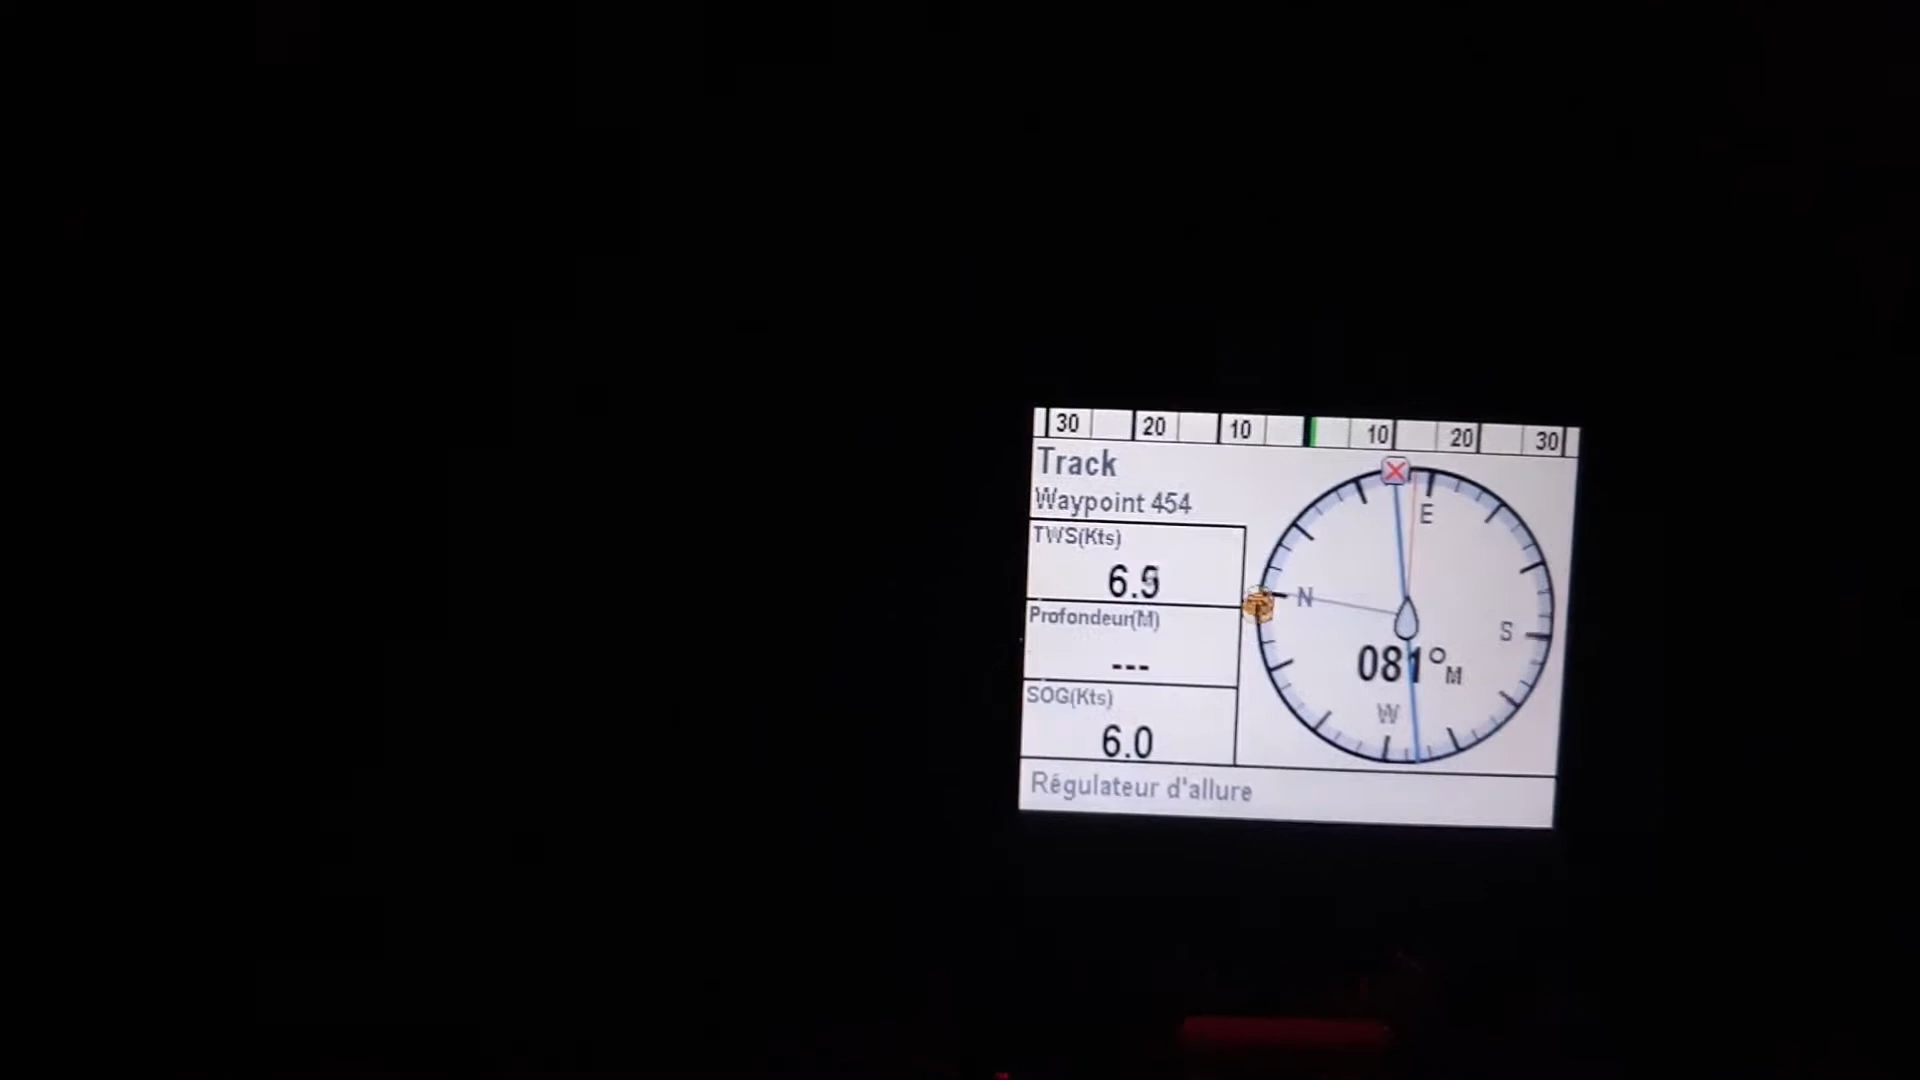 30 20 10 10 20 30
Track
Waypoint 454
TWS(Kts)
6.9
Profondeur(M)
---
SOG(Kts)
6.0
E
N
S
081°M
W
Régulateur d'allure